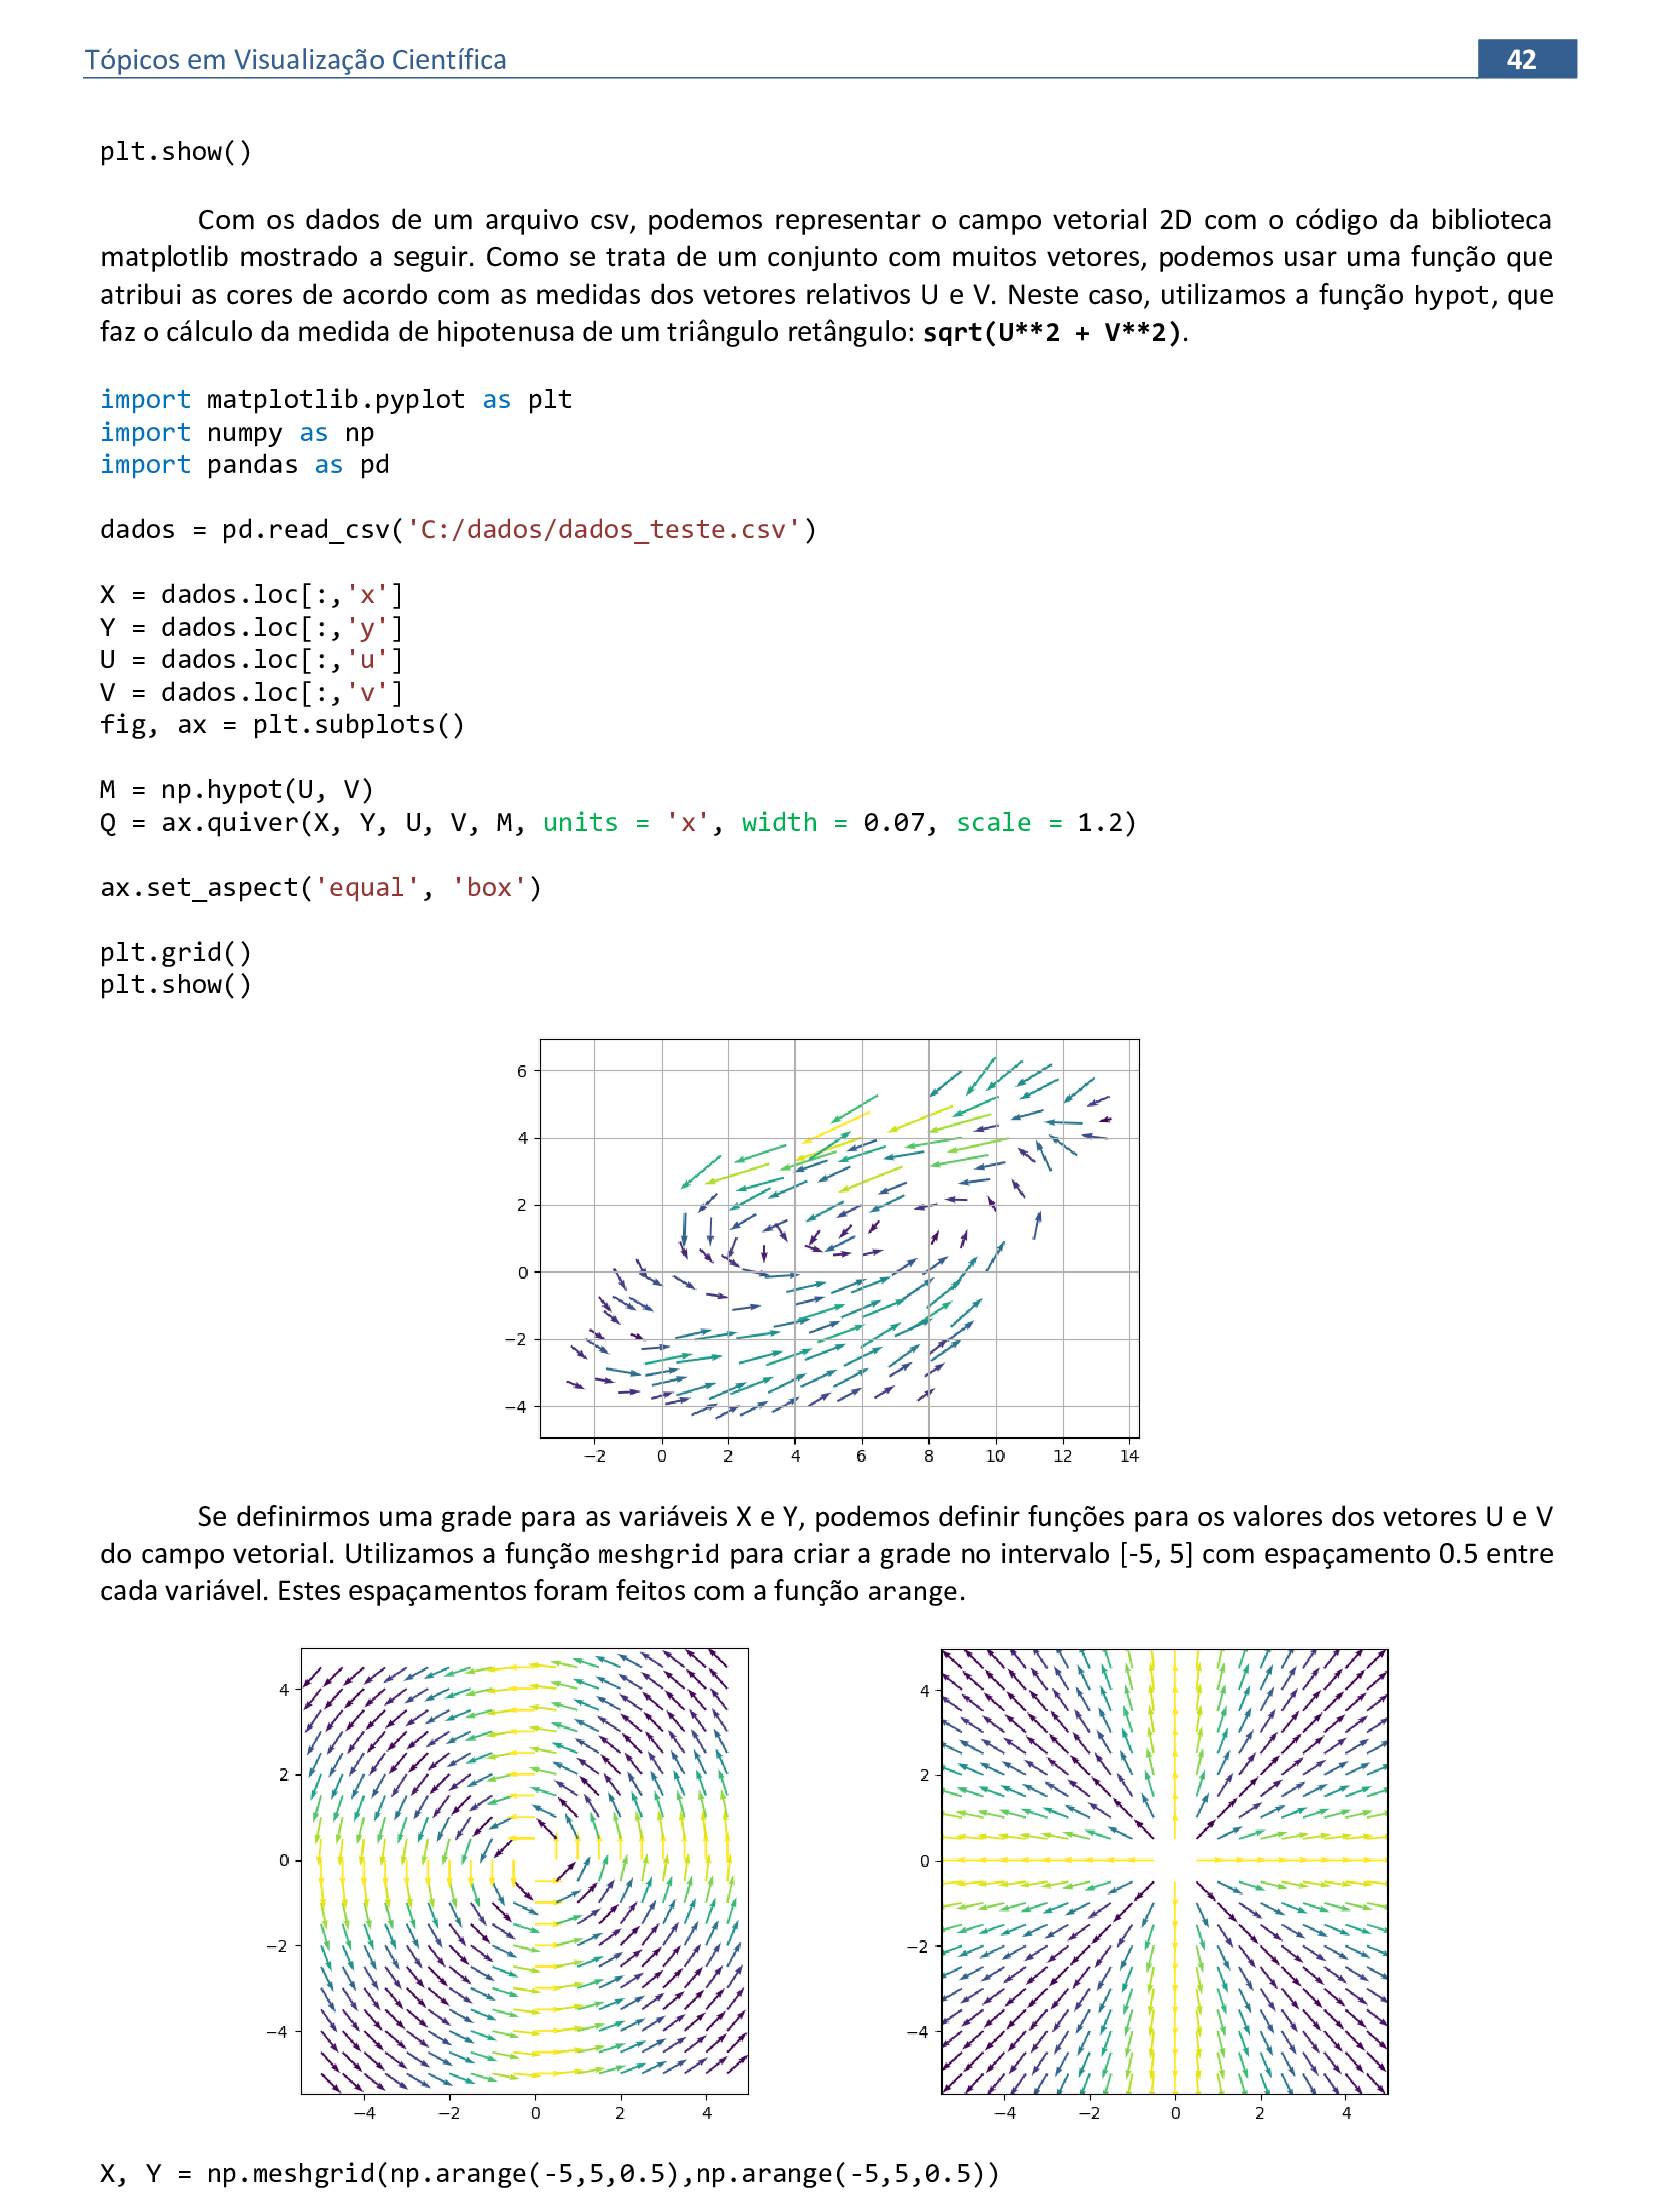 Tópicos em Visualização Científica 42
plt.show()
Com os dados de um arquivo csv, podemos representar o campo vetorial 2D com o código da biblioteca
matplotlib mostrado a seguir. Como se trata de um conjunto com muitos vetores, podemos usar uma função que
atribui as cores de acordo com as medidas dos vetores relativos U e V. Neste caso, utilizamos a função hypot, que
faz o cálculo da medida de hipotenusa de um triângulo retângulo: sqrt(U**2 + V**2).
import matplotlib.pyplot as plt
import numpy as np
import pandas as pd
dados = pd.read_csv('C:/dados/dados_teste.csv')
X = dados.loc[:,'x']
Y = dados.loc[:,'y']
U = dados.loc[:,'u']
V = dados.loc[:,'v']
fig, ax = plt.subplots()
M = np.hypot(U, V)
Q = ax.quiver(X, Y, U, V, M, units = 'x', width = 0.07, scale = 1.2)
ax.set_aspect('equal', 'box')
plt.grid()
plt.show()
6
4
2
0
−2
−4
−2 0 2 4 6 8 10 12 14
Se definirmos uma grade para as variáveis X e Y, podemos definir funções para os valores dos vetores U e V
do campo vetorial. Utilizamos a função meshgrid para criar a grade no intervalo [-5, 5] com espaçamento 0.5 entre
cada variável. Estes espaçamentos foram feitos com a função arange.
4
2
0
−2
−4
−4 −2 0 2 4
4
2
0
−2
−4
−4 −2 0 2 4
X, Y = np.meshgrid(np.arange(-5,5,0.5),np.arange(-5,5,0.5))